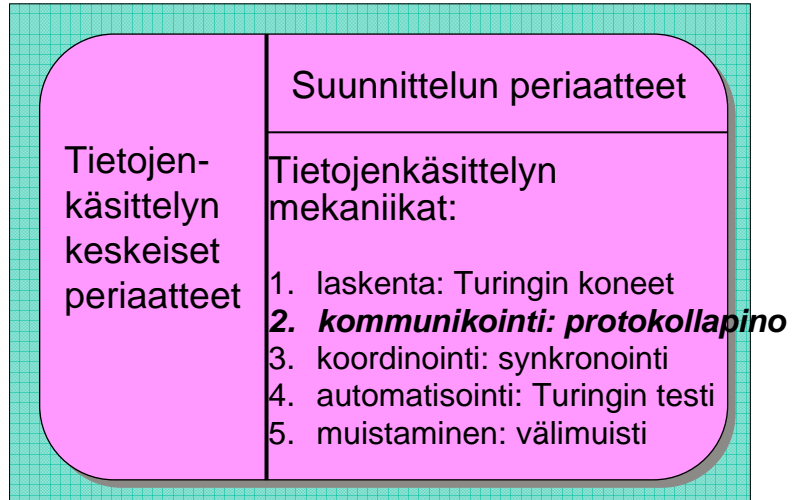 Tietojen-
käsittelyn
keskeiset
periaatteet
Suunnittelun periaatteet
Tietojenkäsittelyn
mekaniikat:
1. laskenta: Turingin koneet
2. kommunikointi: protokollapino
3. koordinointi: synkronointi
4. automatisointi: Turingin testi
5. muistaminen: välimuisti